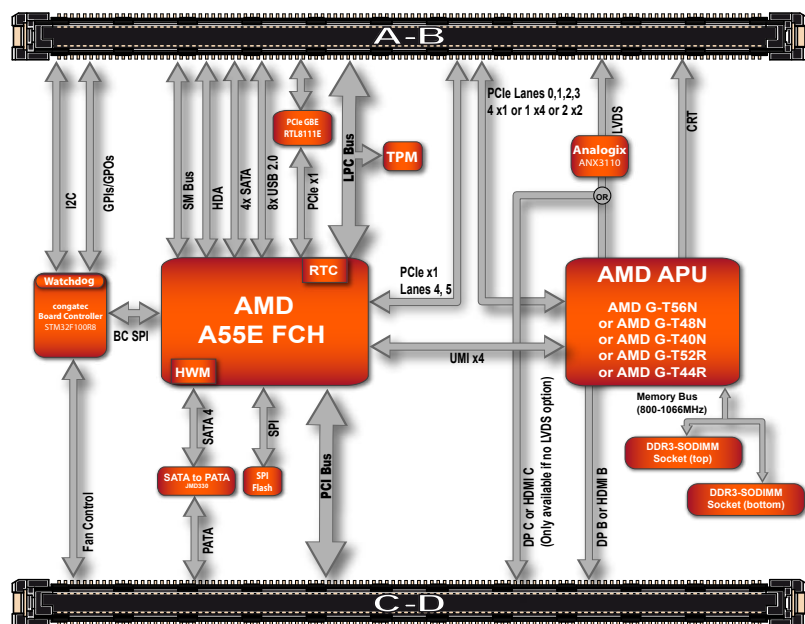 A-B
I2C
GPIs/GPOs
SM Bus
HDA
4x SATA
8x USB 2.0
PCIe GBE
RTL8111E
PCIe x1
LPC Bus
TPM
PCIe Lanes 0,1,2,3
4 x1 or 1 x4 or 2 x2
LVDS
CRT
Analogix
ANX3110
OR
Watchdog
congatec
Board Controller
STM32F100R8
BC SPI
RTC
AMD
A55E FCH
HWM
PCIe x1
Lanes 4, 5
UMI x4
AMD APU
AMD G-T56N
or AMD G-T48N
or AMD G-T40N
or AMD G-T52R
or AMD G-T44R
Memory Bus
(800-1066MHz)
DDR3-SODIMM
Socket (top)
DDR3-SODIMM
Socket (bottom)
SATA 4
SPI
SATA to PATA
JMD330
SPI
Flash
PCI Bus
Fan Control
PATA
DP C or HDMI C
(Only available if no LVDS option)
DP B or HDMI B
C-D